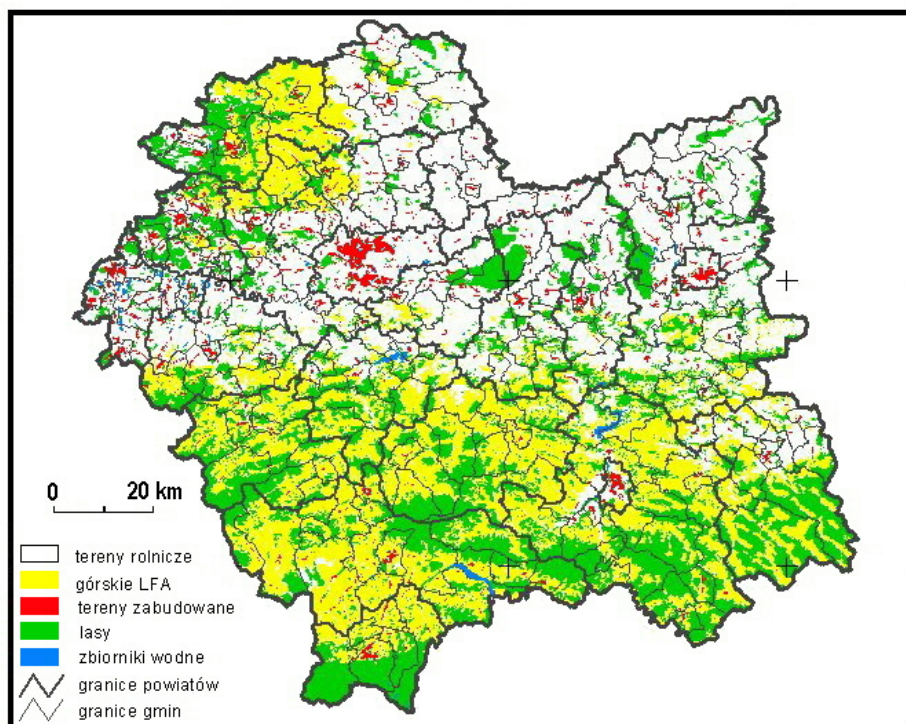 0 20 km
tereny rolnicze
górskie LFA
tereny zabudowane
lasy
zbiorniki wodne
granice powiatów
granice gmin